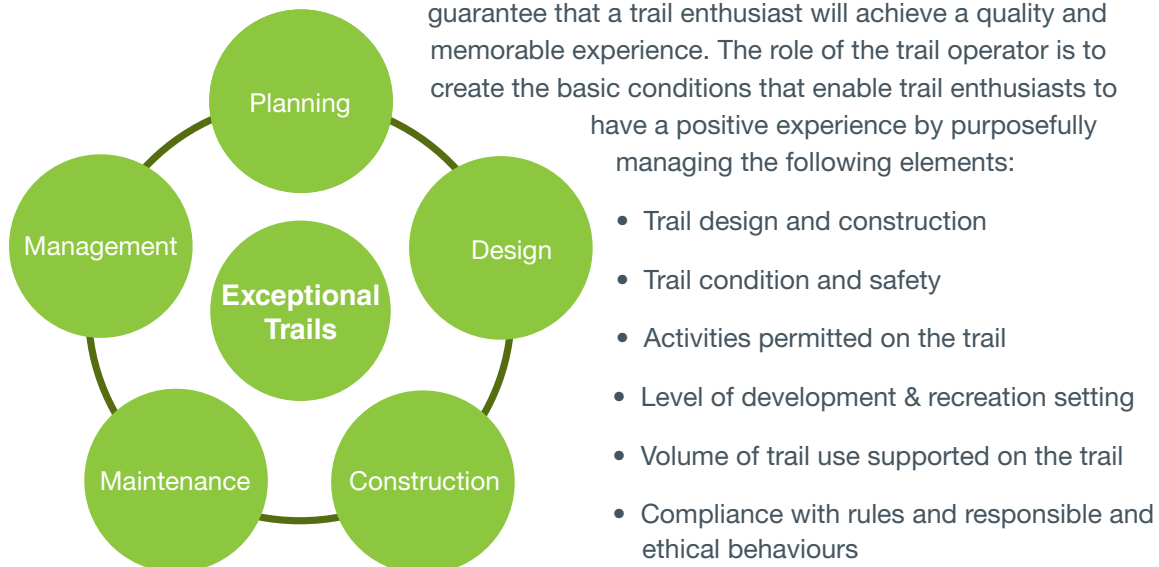 guarantee that a trail enthusiast will achieve a quality and
memorable experience. The role of the trail operator is to
create the basic conditions that enable trail enthusiasts to
have a positive experience by purposefully
managing the following elements:
• Trail design and construction
• Trail condition and safety
• Activities permitted on the trail
• Level of development & recreation setting
• Volume of trail use supported on the trail
• Compliance with rules and responsible and
ethical behaviours
Planning
Design
Construction
Maintenance
Management
Exceptional
Trails